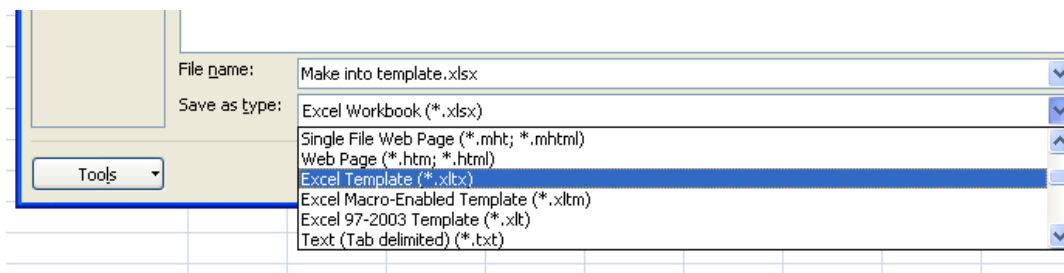 File name: Make into template.xlsx
Save as type: Excel Workbook (*.xlsx)
Single File Web Page (*.mht; *.mhtml)
Web Page (*.htm; *.html)
Excel Template (*.xltx)
Tools
Excel Macro-Enabled Template (*.xltm)
Excel 97-2003 Template (*.xlt)
Text (Tab delimited) (*.txt)